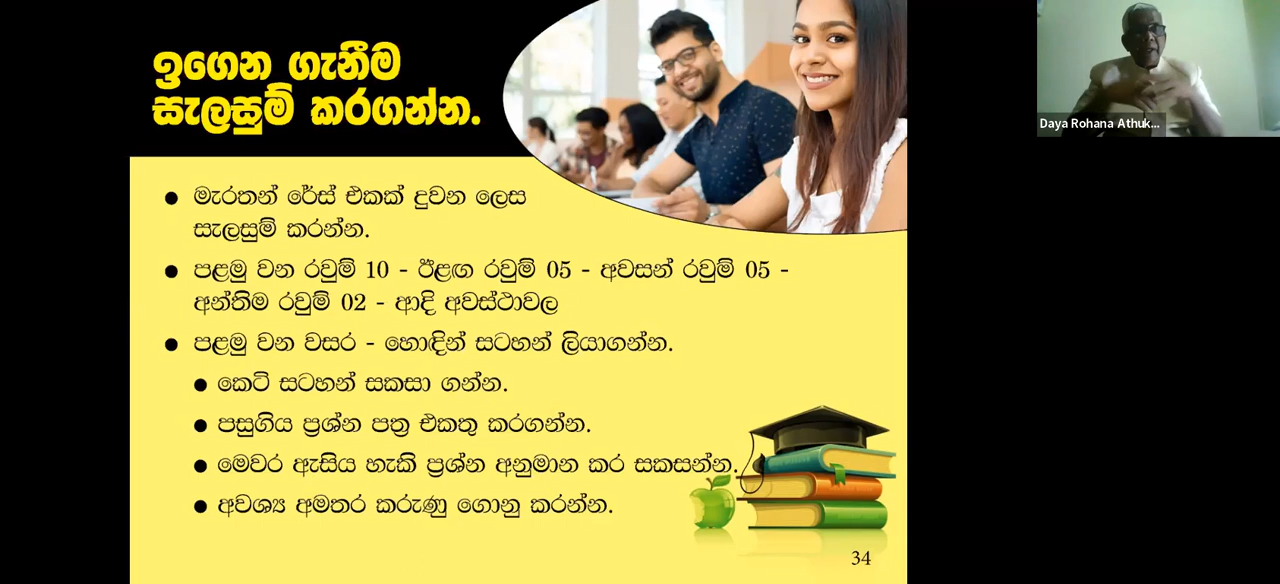 ඉගෙන ගැනීම
සැලසුම් කරගන්න.
● මැරතන් රේස් එකක් දුවන ලෙස
සැලසුම් කරන්න.
● පළමු වන රවුම් 10 - ඊළඟ රවුම් 05 - අවසන් රවුම් 05 -
අන්තිම රවුම් 02 - ආදි අවස්ථාවල
● පළමු වන වසර - හොඳින් සටහන් ලියාගන්න.
● කෙටි සටහන් සකසා ගන්න.
● පසුගිය ප්‍රශ්න පත්‍ර එකතු කරගන්න.
● මෙවර ඇසිය හැකි ප්‍රශ්න අනුමාන කර සකසන්න.
● අවශ්‍ය අමතර කරුණු ගොනු කරන්න.
34
Daya Rohana Athuk...